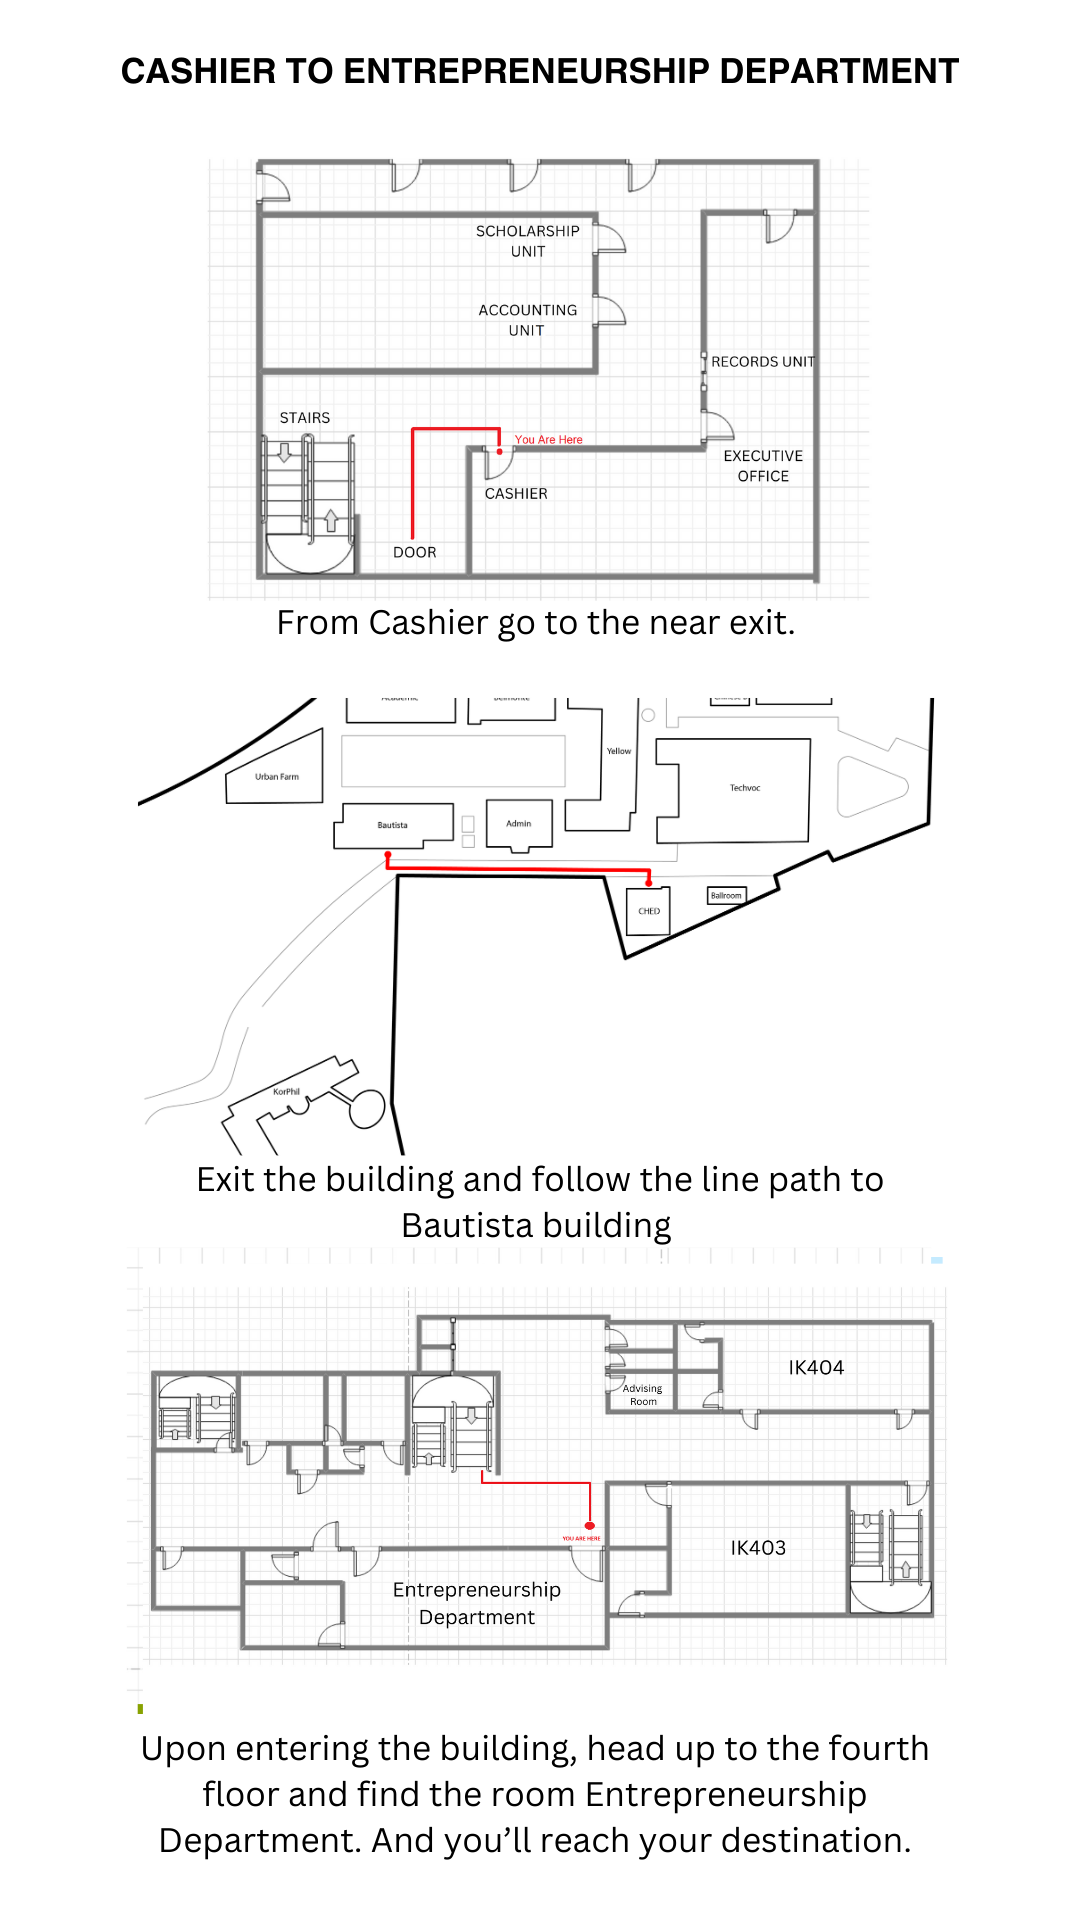 CASHIER TO ENTREPRENEURSHIP DEPARTMENT
SCHOLARSHIP
UNIT
ACCOUNTING
UNIT
RECORDS UNIT
STAIRS
You Are Here
EXECUTIVE
OFFICE
CASHIER
DOOR
From Cashier go to the near exit.
Academic
Belmonte
Yellow
Urban Farm
Techvoc
Bautista
Admin
Ballroom
CHED
KorPhil
Exit the building and follow the line path to
Bautista building
IK404
Advising
Room
YOU ARE HERE
IK403
Entrepreneurship
Department
Upon entering the building, head up to the fourth
floor and find the room Entrepreneurship
Department. And you’ll reach your destination.